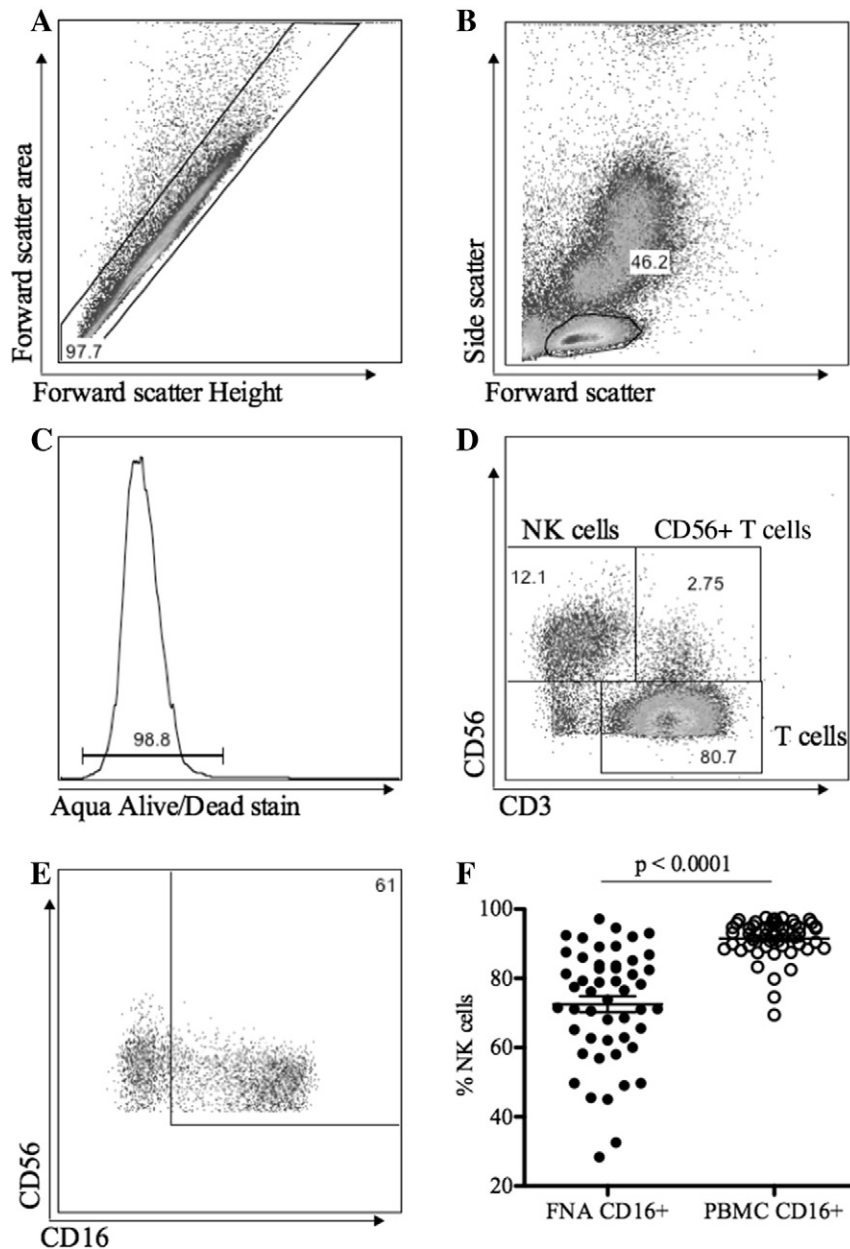 A
Forward scatter area
97.7
Forward scatter Height
B
Side scatter
46.2
Forward scatter
C
98.8
Aqua Alive/Dead stain
D
NK cells
CD56+ T cells
12.1
2.75
CD56
T cells
80.7
CD3
E
61
CD56
CD16
F
p < 0.0001
100
80
60
40
20
% NK cells
FNA CD16+
PBMC CD16+